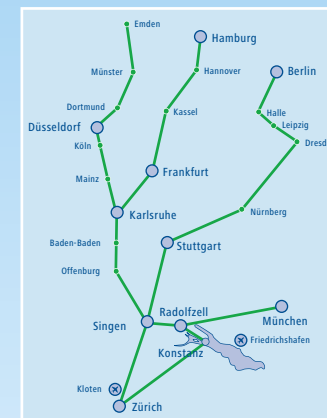 Emden
Hamburg
Münster
Hannover
Berlin
Dortmund
Kassel
Halle
Düsseldorf
Leipzig
Köln
Dresd
Mainz
Frankfurt
Karlsruhe
Nürnberg
Baden-Baden
Stuttgart
Offenburg
Radolfzell
München
Singen
Friedrichshafen
Konstanz
Kloten
Zürich